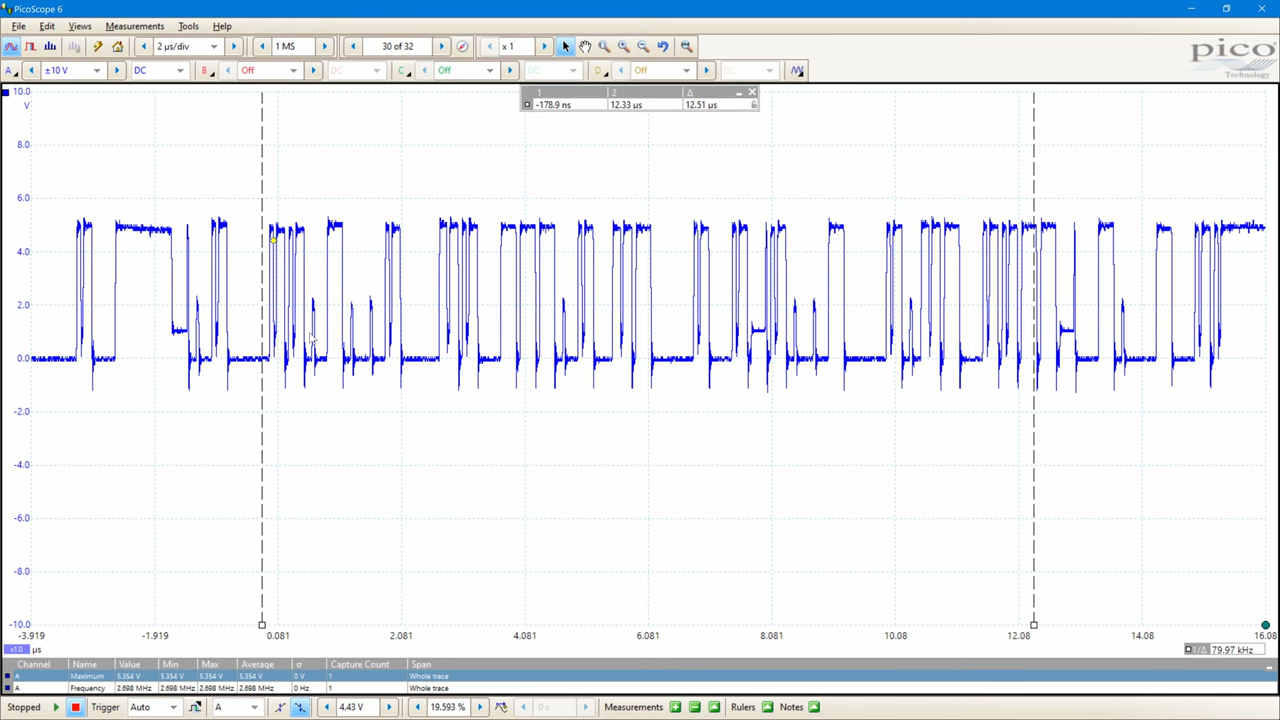 PicoScope 6
File Edit Views Measurements Tools Help
2 µs/div 1 MS 30 of 32 x 1
pico
Technology
A ±10 V DC B Off DC C Off DC D Off DC
10.0
V
1 2 Δ
-178.9 ns 12.33 µs 12.51 µs
8.0
6.0
4.0
2.0
0.0
-2.0
-4.0
-6.0
-8.0
-10.0
-3.919 -1.919 0.081 2.081 4.081 6.081 8.081 10.08 12.08 14.08 16.08
x1.0 µs 1/Δ 79.97 kHz
Channel Name Value Min Max Average σ Capture Count Span
A Maximum 5.354 V 5.354 V 5.354 V 5.354 V 0 V 1 Whole trace
A Frequency 2.698 MHz 2.698 MHz 2.698 MHz 2.698 MHz 0 Hz 1 Whole trace
Stopped Trigger Auto A 4.43 V 19.593 % 0 s Measurements Rulers Notes